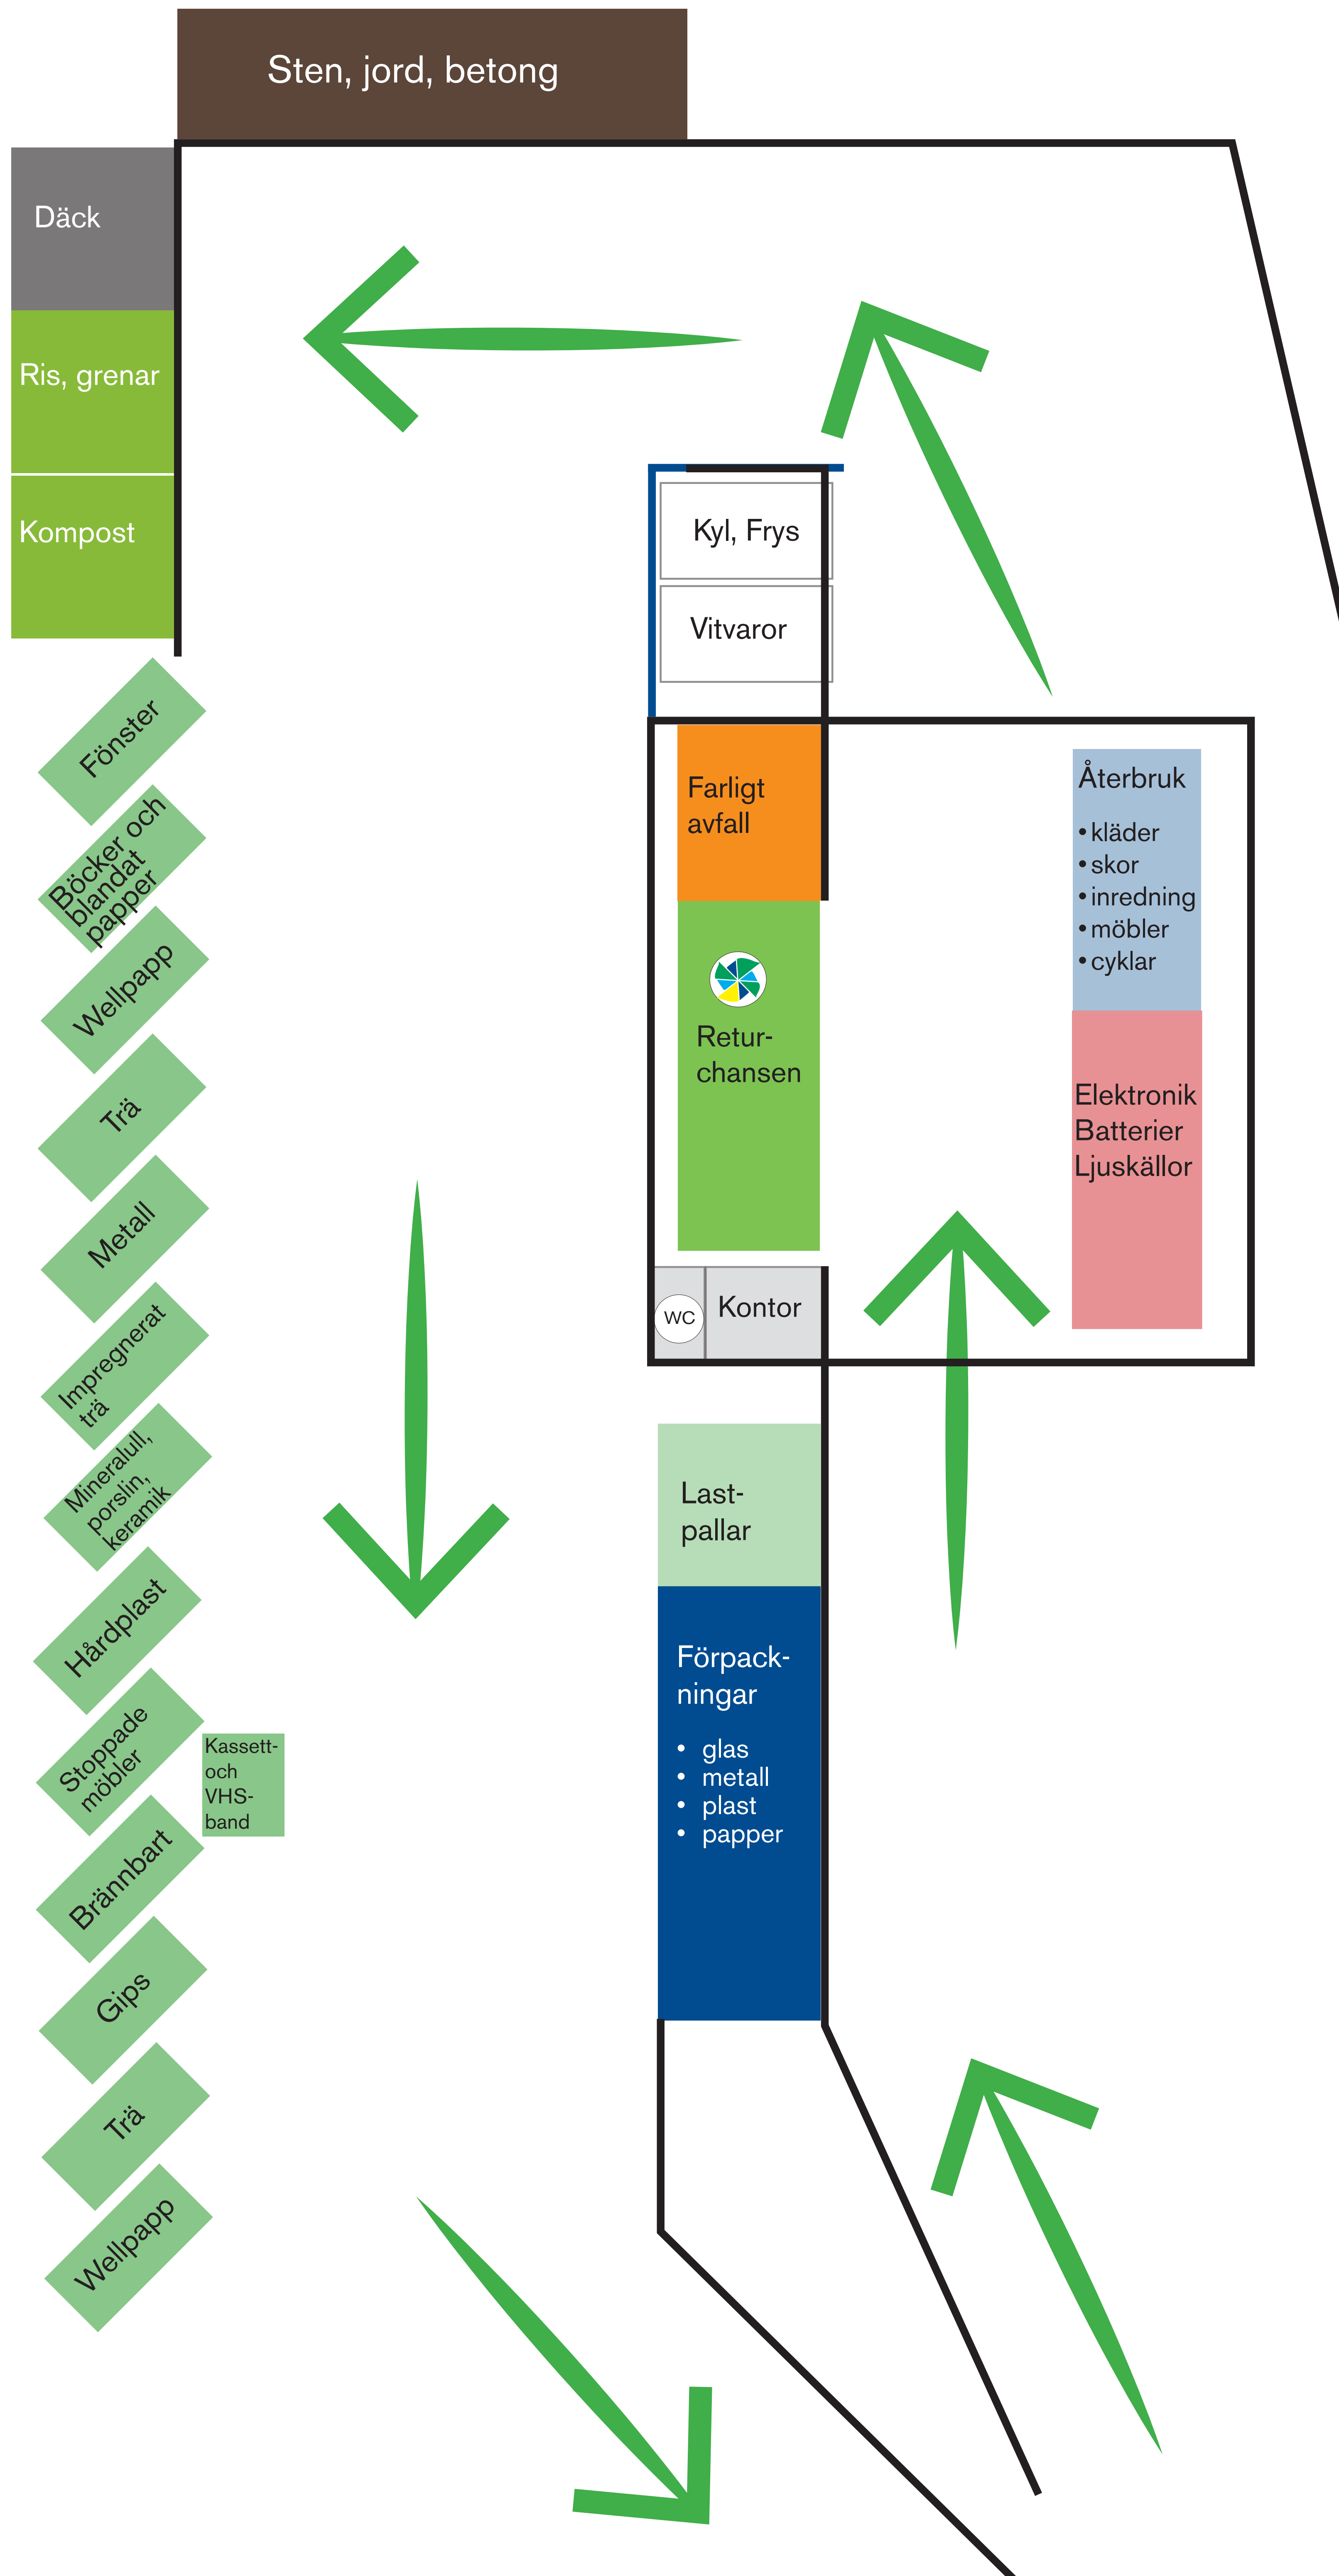 Sten, jord, betong
Däck
Ris, grenar
Kompost
Fönster
Böcker och
blandat
papper
Wellpapp
Trä
Metall
Impregnerat
trä
Mineralull,
porslin,
keramik
Hårdplast
Stoppade
möbler
Kassett-
och
VHS-
band
Brännbart
Gips
Trä
Wellpapp
Kyl, Frys
Vitvaror
Farligt
avfall
Retur-
chansen
WC
Kontor
Last-
pallar
Förpack-
ningar
• glas
• metall
• plast
• papper
Återbruk
• kläder
• skor
• inredning
• möbler
• cyklar
Elektronik
Batterier
Ljuskällor